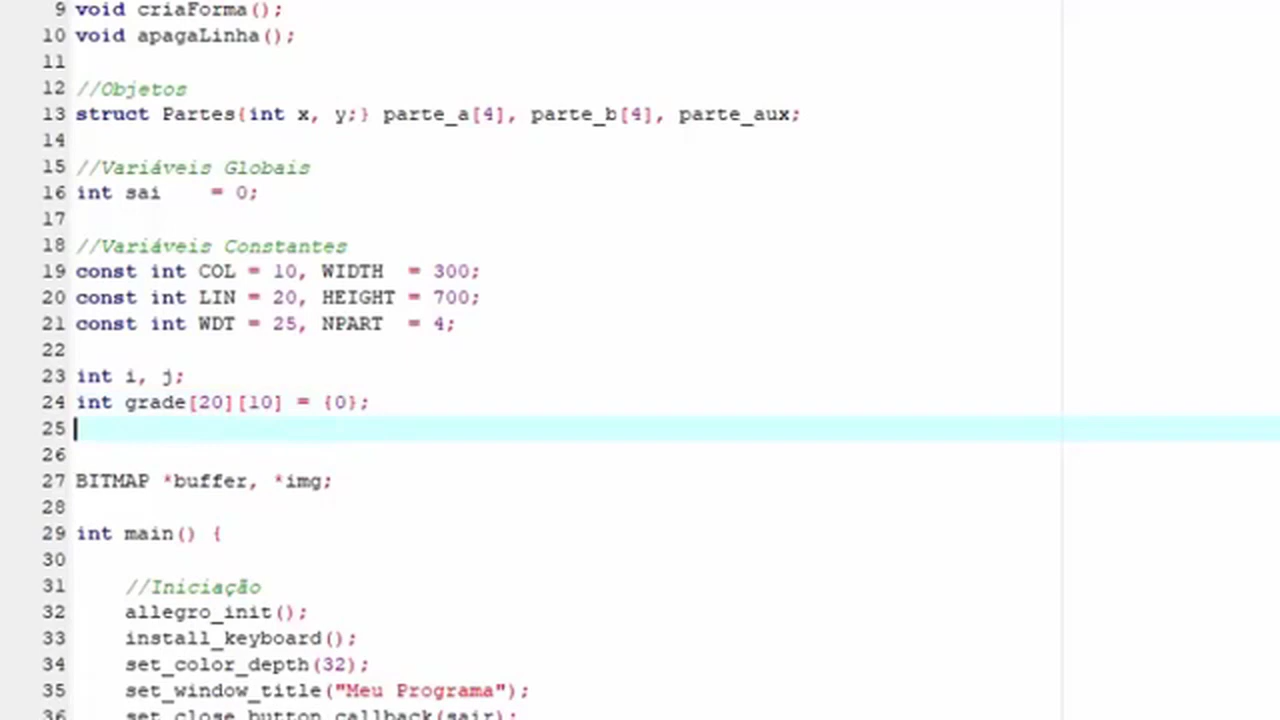 9 void criaForma();
10 void apagaLinha();
11
12 //Objetos
13 struct Partes{int x, y;} parte_a[4], parte_b[4], parte_aux;
14
15 //Variáveis Globais
16 int sai    = 0;
17
18 //Variáveis Constantes
19 const int COL = 10, WIDTH  = 300;
20 const int LIN = 20, HEIGHT = 700;
21 const int WDT = 25, NPART  = 4;
22
23 int i, j;
24 int grade[20][10] = {0};
25
26
27 BITMAP *buffer, *img;
28
29 int main() {
30
31     //Iniciação
32     allegro_init();
33     install_keyboard();
34     set_color_depth(32);
35     set_window_title("Meu Programa");
36     set_close_button_callback(sair);